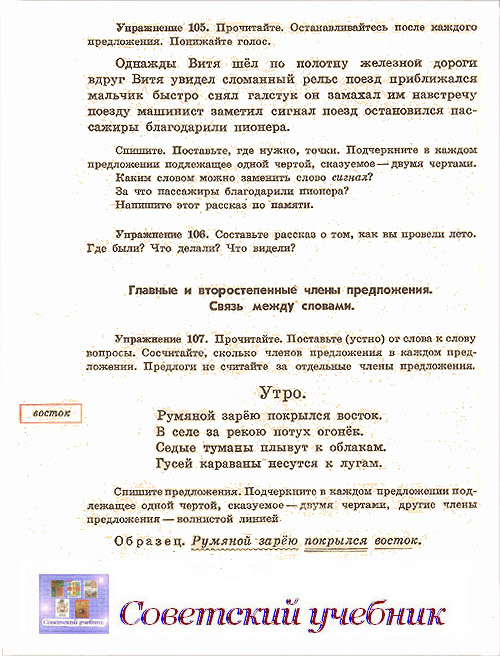 Упражнение 105. Прочитайте. Останавливайтесь после каждого
предложения. Понижайте голос.
Однажды Витя шёл по полотну железной дороги
вдруг Витя увидел сломанный рельс поезд приближался
мальчик быстро снял галстук он замахал им навстречу
поезду машинист заметил сигнал поезд остановился пас-
сажиры благодарили пионера.
Спишите. Поставьте, где нужно, точки. Подчеркните в каждом
предложении подлежащее одной чертой, сказуемое — двумя чертами.
Каким словом можно заменить слово сигнал?
За что пассажиры благодарили пионера?
Напишите этот рассказ по памяти.
Упражнение 106. Составьте рассказ о том, как вы провели лето.
Где были? Что делали? Что видели?
Главные и второстепенные члены предложения.
Связь между словами.
Упражнение 107. Прочитайте. Поставьте (устно) от слова к слову
вопросы. Сосчитайте, сколько членов предложения в каждом пред-
ложении. Предлоги не считайте за отдельные члены предложения.
Утро.
восток
Румяной зарёю покрылся восток.
В селе за рекою потух огонёк.
Седые туманы плывут к облакам.
Гусей караваны несутся к лугам.
Спишите предложения. Подчеркните в каждом предложении под-
лежащее одной чертой, сказуемое — двумя чертами, другие члены
предложения — волнистой линией
Образец. Румяной зарёю покрылся восток.
Советский учебник
Советский учебник